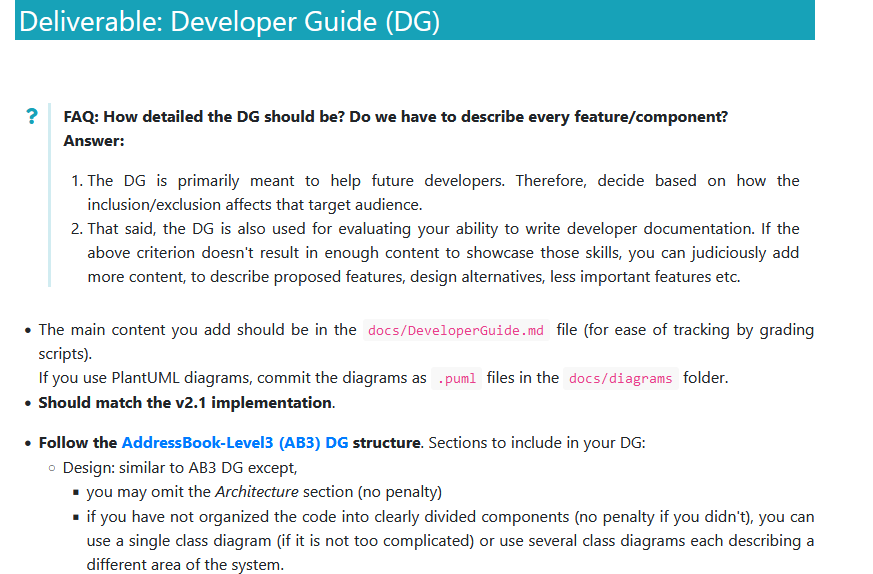 Deliverable: Developer Guide (DG)
? FAQ: How detailed the DG should be? Do we have to describe every feature/component?
Answer:
1. The DG is primarily meant to help future developers. Therefore, decide based on how the
inclusion/exclusion affects that target audience.
2. That said, the DG is also used for evaluating your ability to write developer documentation. If the
above criterion doesn't result in enough content to showcase those skills, you can judiciously add
more content, to describe proposed features, design alternatives, less important features etc.
• The main content you add should be in the docs/DeveloperGuide.md file (for ease of tracking by grading
scripts).
If you use PlantUML diagrams, commit the diagrams as .puml files in the docs/diagrams folder.
• Should match the v2.1 implementation.
• Follow the AddressBook-Level3 (AB3) DG structure. Sections to include in your DG:
◦ Design: similar to AB3 DG except,
▪ you may omit the Architecture section (no penalty)
▪ if you have not organized the code into clearly divided components (no penalty if you didn't), you can
use a single class diagram (if it is not too complicated) or use several class diagrams each describing a
different area of the system.